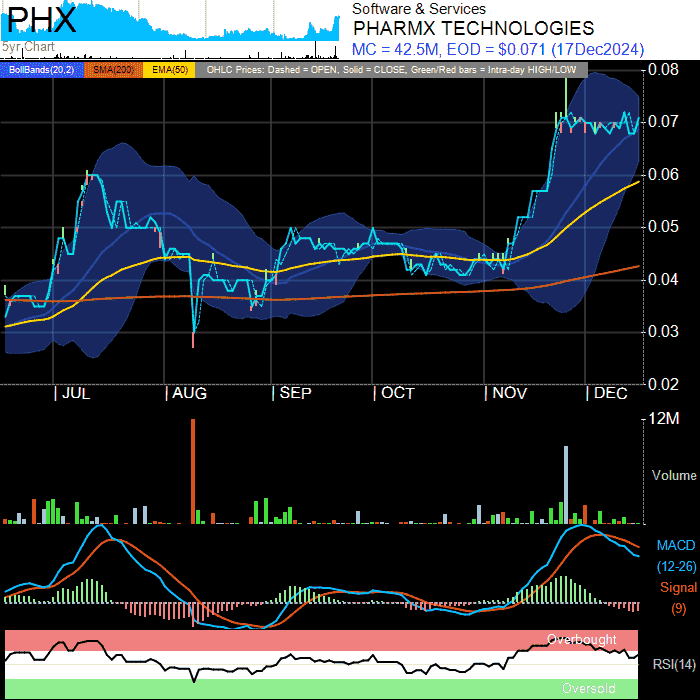 PHX
5yr Chart
Software & Services
PHARMX TECHNOLOGIES
MC = 42.5M, EOD = $0.071 (17Dec2024)
BollBands(20,2) SMA(200) EMA(50) OHLC Prices: Dashed = OPEN, Solid = CLOSE, Green/Red bars = Intra-day HIGH/LOW
0.08
0.07
0.06
0.05
0.04
0.03
0.02
JUL AUG SEP OCT NOV DEC
12M
Volume
MACD
(12-26)
Signal
(9)
Overbought
RSI(14)
Oversold